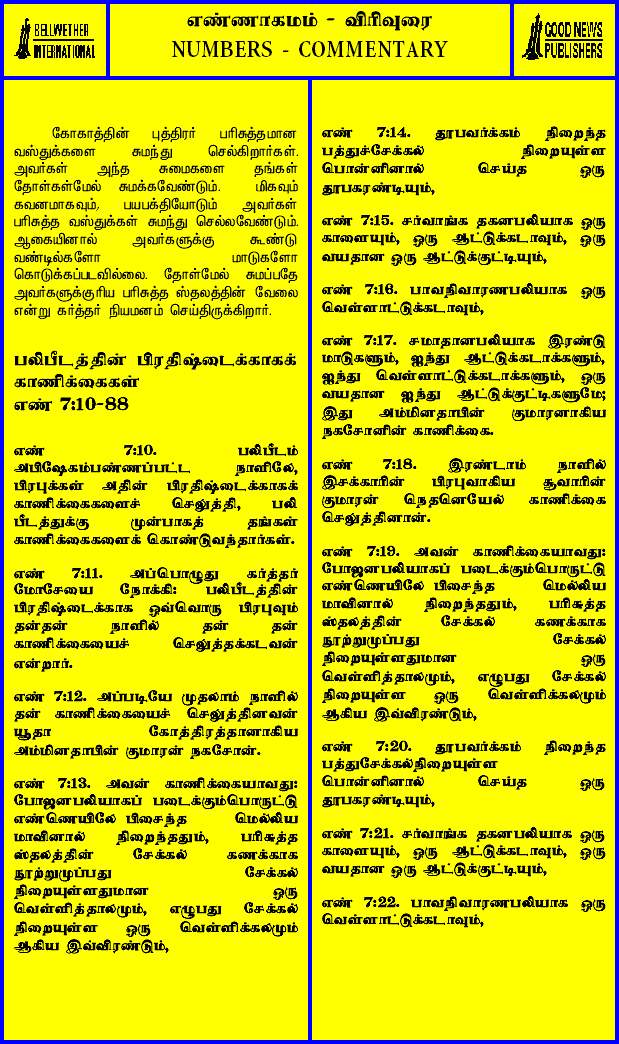 BELLWETHER
INTERNATIONAL
எண்ணாகமம் - விரிவுரை
NUMBERS - COMMENTARY
GOOD NEWS
PUBLISHERS
கோகாத்தின் புத்திரர் பரிசுத்தமான
வஸ்துக்களை சுமந்து செல்கிறார்கள்.
அவர்கள் அந்த சுமைகளை தங்கள்
தோள்கள்மேல் சுமக்கவேண்டும். மிகவும்
கவனமாகவும், பயபக்தியோடும் அவர்கள்
பரிசுத்த வஸ்துக்கள் சுமந்து செல்லவேண்டும்.
ஆகையினால் அவர்களுக்கு கூண்டு
வண்டில்களோ மாடுகளோ
கொடுக்கப்படவில்லை. தோள்மேல் சுமப்பதே
அவர்களுக்குரிய பரிசுத்த ஸ்தலத்தின் வேலை
என்று கர்த்தர் நியமனம் செய்திருக்கிறார்.
பலிபீடத்தின் பிரதிஷ்டைக்காகக்
காணிக்கைகள்
எண் 7:10-88
எண் 7:10. பலிபீடம்
அபிஷேகம்பண்ணப்பட்ட நாளிலே,
பிரபுக்கள் அதின் பிரதிஷ்டைக்காகக்
காணிக்கைகளைச் செலுத்தி, பலி
பீடத்துக்கு முன்பாகத் தங்கள்
காணிக்கைகளைக் கொண்டுவந்தார்கள்.
எண் 7:11. அப்பொழுது கர்த்தர்
மோசேயை நோக்கி: பலிபீடத்தின்
பிரதிஷ்டைக்காக ஒவ்வொரு பிரபுவும்
தன்தன் நாளில் தன் தன்
காணிக்கையைச் செலுத்தக்கடவன்
என்றார்.
எண் 7:12. அப்படியே முதலாம் நாளில்
தன் காணிக்கையைச் செலுத்தினவன்
யூதா கோத்திரத்தானாகிய
அம்மினதாபின் குமாரன் நகசோன்.
எண் 7:13. அவன் காணிக்கையாவது:
போஜனபலியாகப் படைக்கும்பொருட்டு
எண்ணெயிலே பிசைந்த மெல்லிய
மாவினால் நிறைந்ததும், பரிசுத்த
ஸ்தலத்தின் சேக்கல் கணக்காக
நூற்றுமுப்பது சேக்கல்
நிறையுள்ளதுமான ஒரு
வெள்ளித்தாலமும், எழுபது சேக்கல்
நிறையுள்ள ஒரு வெள்ளிக்கலமும்
ஆகிய இவ்விரண்டும்,
எண் 7:14. தூபவர்க்கம் நிறைந்த
பத்துச்சேக்கல் நிறையுள்ள
பொன்னினால் செய்த ஒரு
தூபகரண்டியும்,
எண் 7:15. சர்வாங்க தகனபலியாக ஒரு
காளையும், ஒரு ஆட்டுக்கடாவும், ஒரு
வயதான ஒரு ஆட்டுக்குட்டியும்,
எண் 7:16. பாவநிவாரணபலியாக ஒரு
வெள்ளாட்டுக்கடாவும்,
எண் 7:17. சமாதானபலியாக இரண்டு
மாடுகளும், ஐந்து ஆட்டுக்கடாக்களும்,
ஐந்து வெள்ளாட்டுக்கடாக்களும், ஒரு
வயதான ஐந்து ஆட்டுக்குட்டிகளுமே;
இது அம்மினதாபின் குமாரனாகிய
நகசோனின் காணிக்கை.
எண் 7:18. இரண்டாம் நாளில்
இசக்காரின் பிரபுவாகிய சூவாரின்
குமாரன் நெதனெயேல் காணிக்கை
செலுத்தினான்.
எண் 7:19. அவன் காணிக்கையாவது:
போஜனபலியாகப் படைக்கும்பொருட்டு
எண்ணெயிலே பிசைந்த மெல்லிய
மாவினால் நிறைந்ததும், பரிசுத்த
ஸ்தலத்தின் சேக்கல் கணக்காக
நூற்றுமுப்பது சேக்கல்
நிறையுள்ளதுமான ஒரு
வெள்ளித்தாலமும், எழுபது சேக்கல்
நிறையுள்ள ஒரு வெள்ளிக்கலமும்
ஆகிய இவ்விரண்டும்,
எண் 7:20. தூபவர்க்கம் நிறைந்த
பத்துசேக்கல்நிறையுள்ள
பொன்னினால் செய்த ஒரு
தூபகரண்டியும்,
எண் 7:21. சர்வாங்க தகனபலியாக ஒரு
காளையும், ஒரு ஆட்டுக்கடாவும், ஒரு
வயதான ஒரு ஆட்டுக்குட்டியும்,
எண் 7:22. பாவநிவாரணபலியாக ஒரு
வெள்ளாட்டுக்கடாவும்,